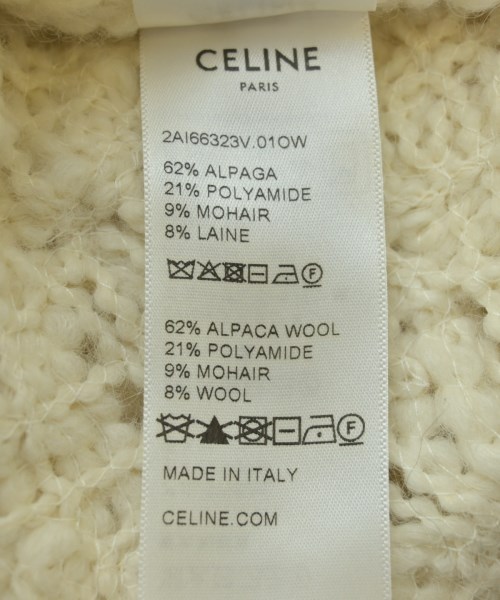 CELINE
PARIS
2AI66323V.01OW
62% ALPAGA
21% POLYAMIDE
9% MOHAIR
8% LAINE
F
62% ALPACA WOOL
21% POLYAMIDE
9% MOHAIR
8% WOOL
F
MADE IN ITALY
CELINE.COM